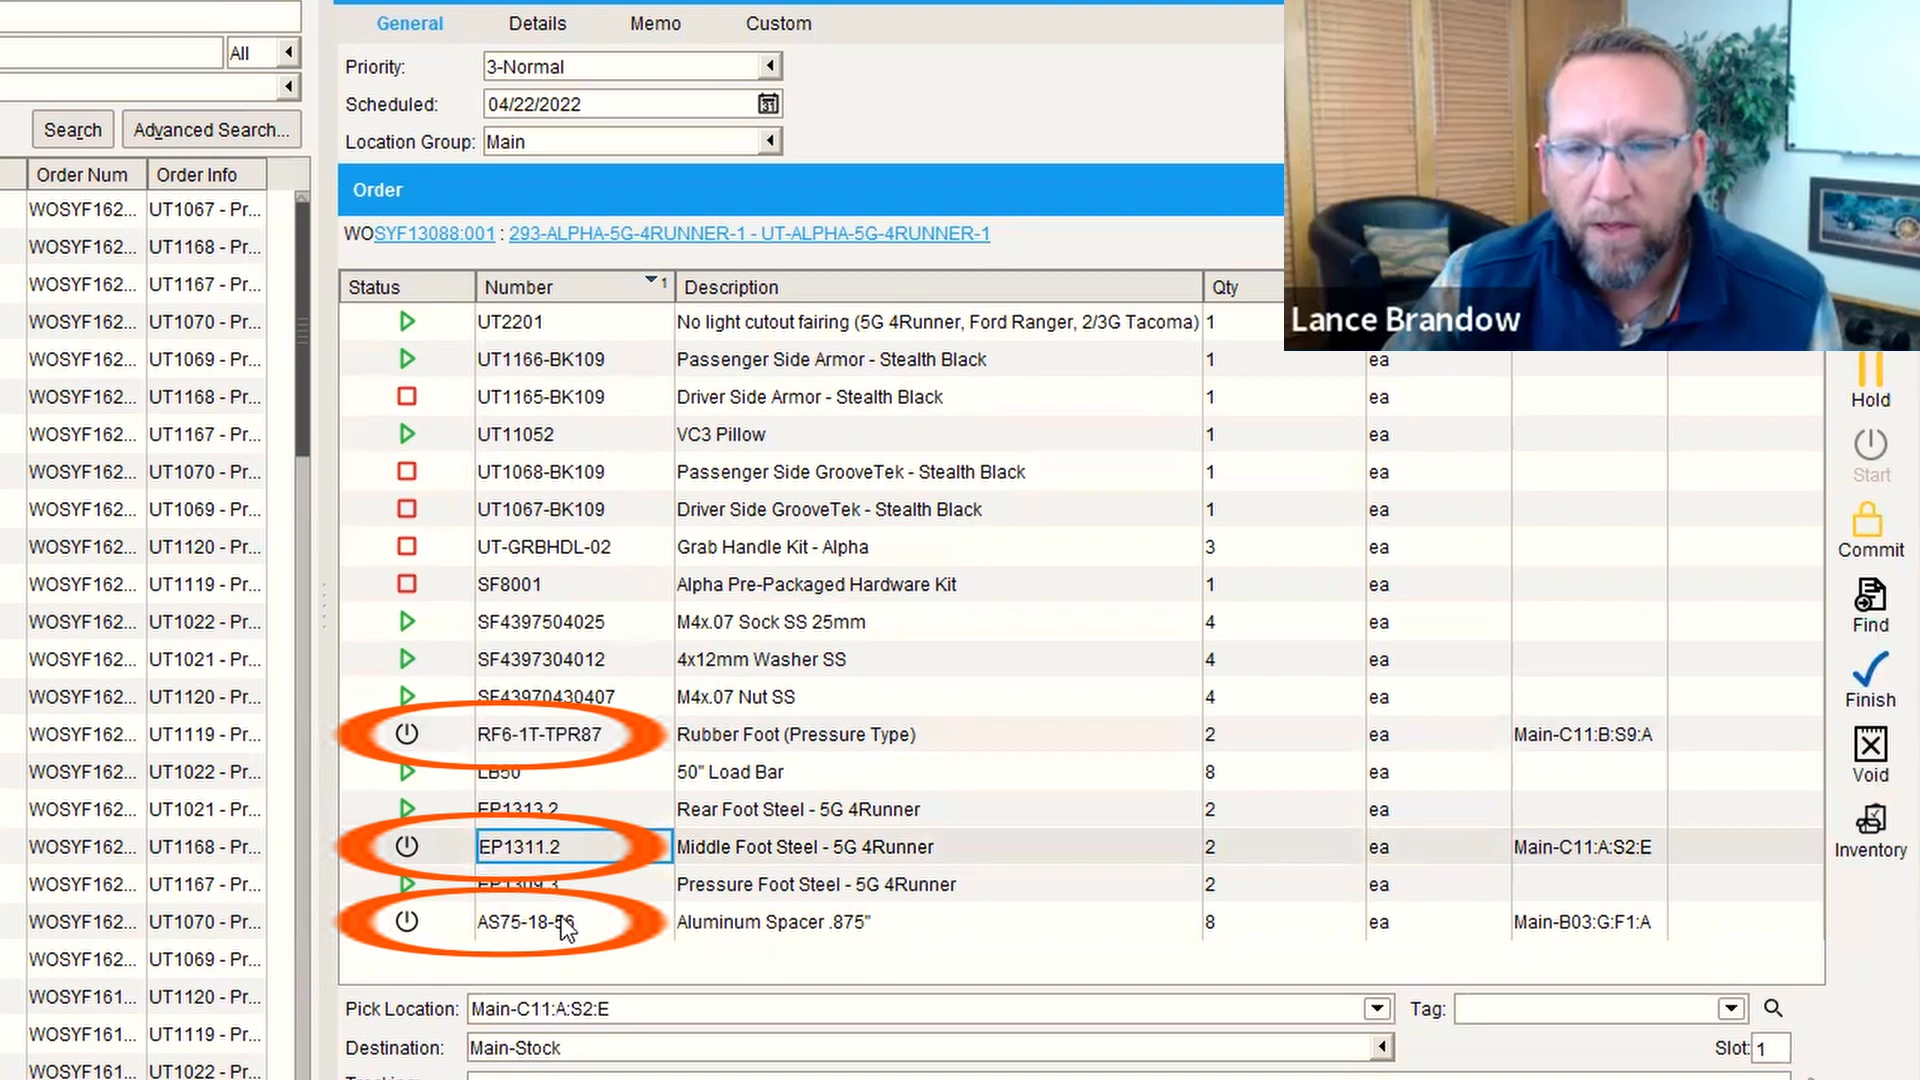 General Details Memo Custom
All
Priority: 3-Normal
Scheduled: 04/22/2022
Location Group: Main
Search Advanced Search...
Order Num Order Info
WOSYF162... UT1067 - Pr...
WOSYF162... UT1168 - Pr...
WOSYF162... UT1167 - Pr...
WOSYF162... UT1070 - Pr...
WOSYF162... UT1069 - Pr...
WOSYF162... UT1168 - Pr...
WOSYF162... UT1167 - Pr...
WOSYF162... UT1070 - Pr...
WOSYF162... UT1069 - Pr...
WOSYF162... UT1120 - Pr...
WOSYF162... UT1119 - Pr...
WOSYF162... UT1022 - Pr...
WOSYF162... UT1021 - Pr...
WOSYF162... UT1120 - Pr...
WOSYF162... UT1119 - Pr...
WOSYF162... UT1022 - Pr...
WOSYF162... UT1021 - Pr...
WOSYF162... UT1168 - Pr...
WOSYF162... UT1167 - Pr...
WOSYF162... UT1070 - Pr...
WOSYF162... UT1069 - Pr...
WOSYF161... UT1120 - Pr...
WOSYF161... UT1119 - Pr...
WOSYF161... UT1022 - Pr...
Order
WOSYF13088:001 : 293-ALPHA-5G-4RUNNER-1 - UT-ALPHA-5G-4RUNNER-1
Status Number 1 Description Qty
UT2201 No light cutout fairing (5G 4Runner, Ford Ranger, 2/3G Tacoma) 1
UT1166-BK109 Passenger Side Armor - Stealth Black 1 ea
UT1165-BK109 Driver Side Armor - Stealth Black 1 ea
UT11052 VC3 Pillow 1 ea
UT1068-BK109 Passenger Side GrooveTek - Stealth Black 1 ea
UT1067-BK109 Driver Side GrooveTek - Stealth Black 1 ea
UT-GRBHDL-02 Grab Handle Kit - Alpha 3 ea
SF8001 Alpha Pre-Packaged Hardware Kit 1 ea
SF4397504025 M4x.07 Sock SS 25mm 4 ea
SF4397304012 4x12mm Washer SS 4 ea
SF43970430407 M4x.07 Nut SS 4 ea
RF6-1T-TPR87 Rubber Foot (Pressure Type) 2 ea Main-C11:B:S9:A
LB50 50" Load Bar 8 ea
EP1313.2 Rear Foot Steel - 5G 4Runner 2 ea
EP1311.2 Middle Foot Steel - 5G 4Runner 2 ea Main-C11:A:S2:E
EP1309.3 Pressure Foot Steel - 5G 4Runner 2 ea
Aluminum Spacer .875" 8 ea Main-B03:G:F1:A
Pick Location: Main-C11:A:S2:E Tag:
Destination: Main-Stock Slot: 1
Lance Brandow
Hold
Start
Commit
Find
Finish
Void
Inventory